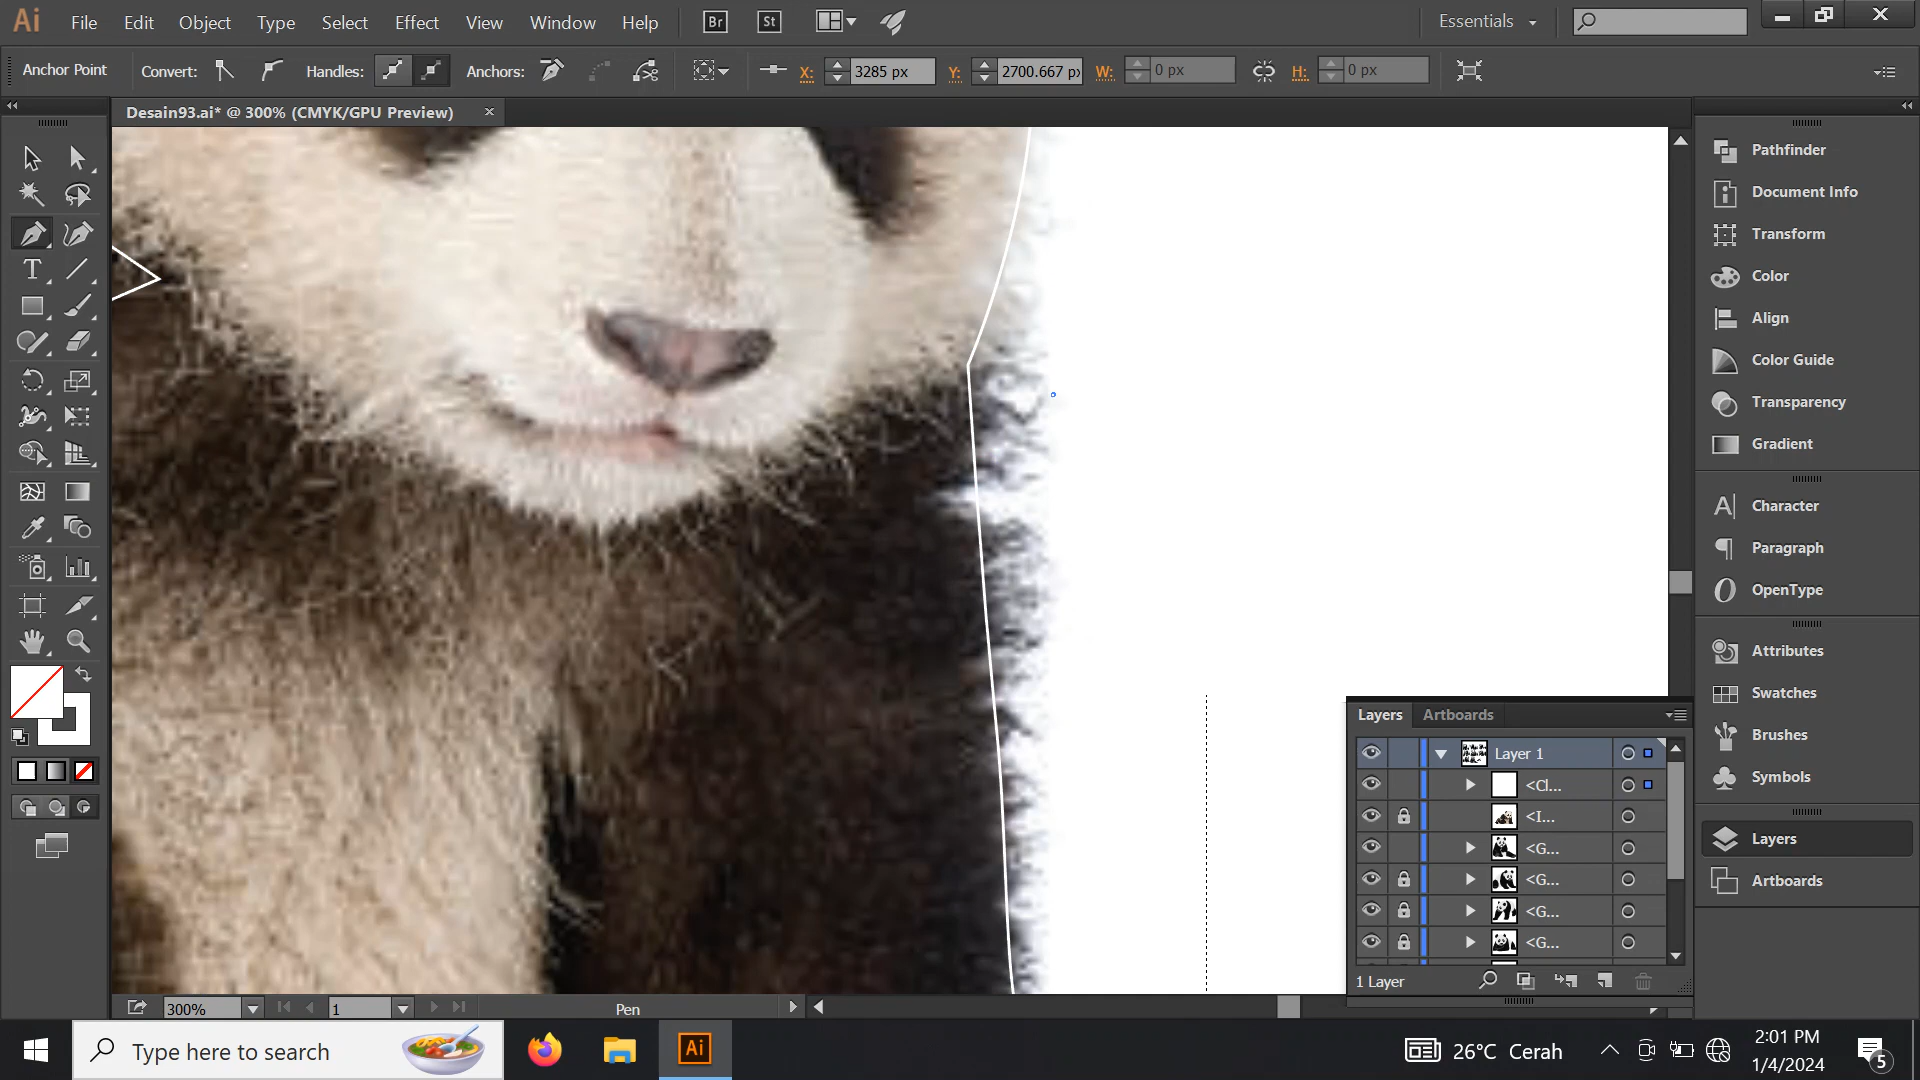 Ai File Edit Object Type Select Effect View Window Help Br St Essentials
Anchor Point Convert: Handles: Anchors: X: 3285 px Y: 2700.667 px W: 0 px H: 0 px
Desain93.ai* @ 300% (CMYK/GPU Preview)
Pathfinder
Document Info
Transform
Color
Align
Color Guide
Transparency
Gradient
Character
Paragraph
OpenType
Attributes
Swatches
Brushes
Symbols
Layers
Artboards
Layers Artboards
Layer 1
<Cl...
<I...
<G...
<G...
<G...
<G...
1 Layer
300% 1 Pen
Type here to search Ai 26°C Cerah 2:01 PM
1/4/2024 5